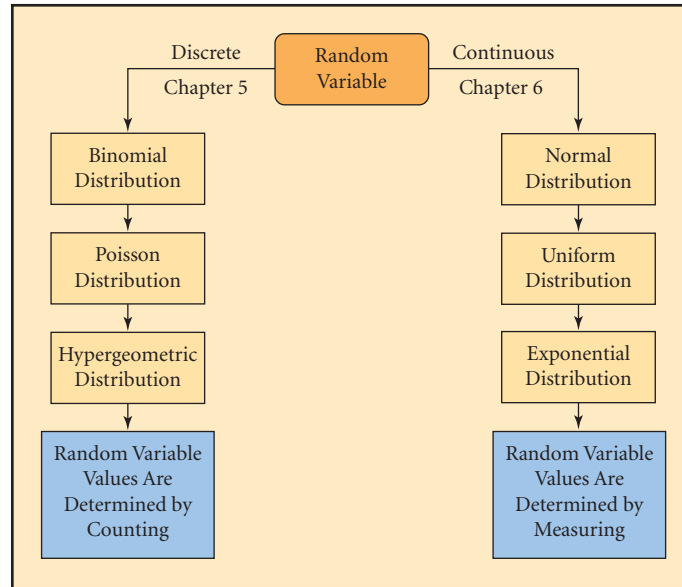 Discrete
Chapter 5
Random
Variable
Continuous
Chapter 6
Binomial
Distribution
Poisson
Distribution
Hypergeometric
Distribution
Random Variable
Values Are
Determined by
Counting
Normal
Distribution
Uniform
Distribution
Exponential
Distribution
Random Variable
Values Are
Determined by
Measuring